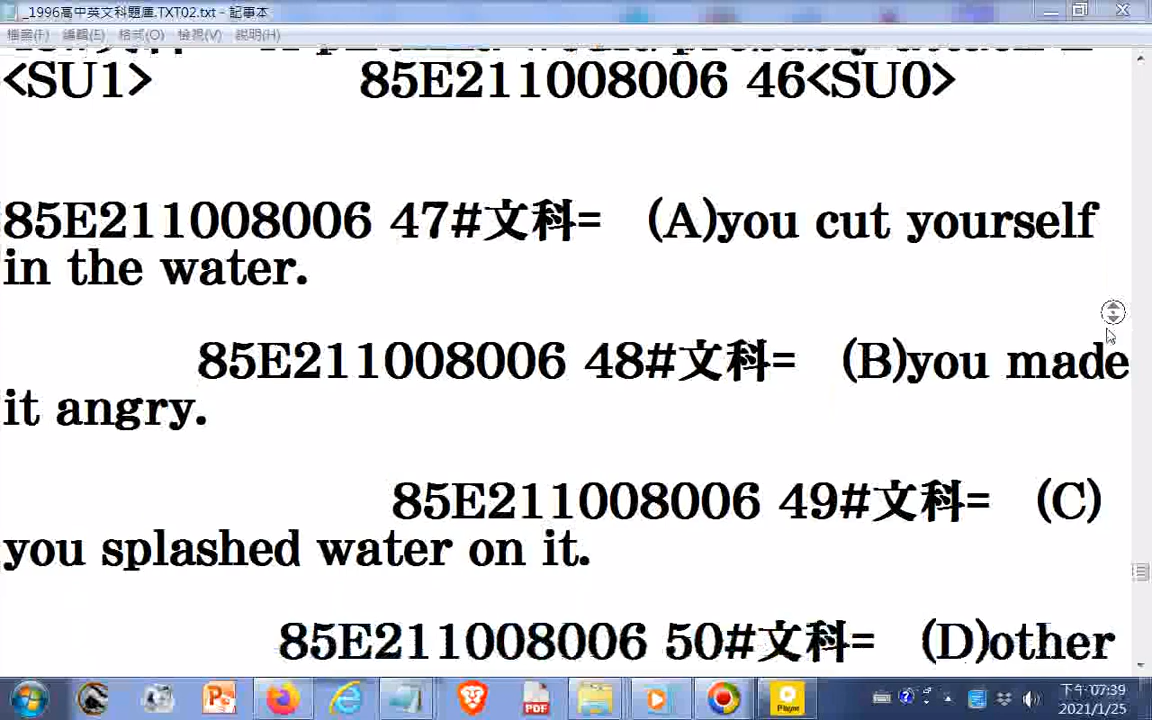 _1996高中英文科題庫.TXT02.txt - 記事本
檔案(F) 編輯(E) 格式(O) 檢視(V) 說明(H)
<SU1> 85E211008006 46<SU0>
85E211008006 47#文科= (A)you cut yourself
in the water.
85E211008006 48#文科= (B)you made
it angry.
85E211008006 49#文科= (C)
you splashed water on it.
85E211008006 50#文科= (D)other
PDF
Player
下午 07:39
2021/1/25